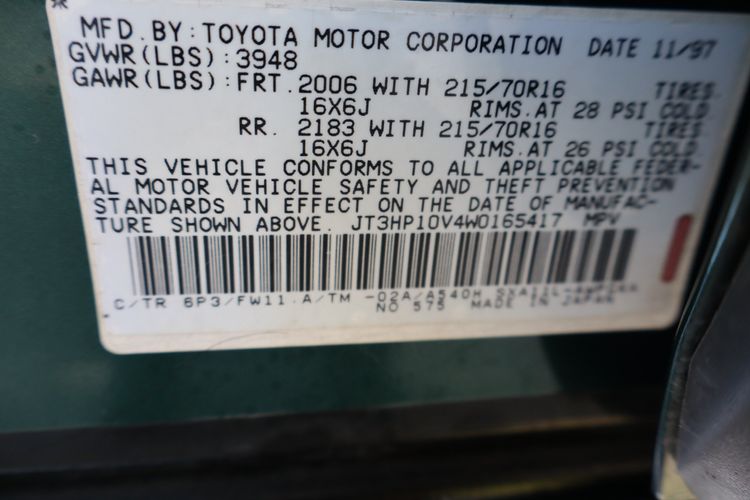 MFD. BY: TOYOTA MOTOR CORPORATION DATE 11/97
GVWR(LBS):3948
GAWR(LBS):FRT. 2006 WITH 215/70R16 TIRES.
16X6J RIMS. AT 28 PSI COLD
RR. 2183 WITH 215/70R16 TIRES.
16X6J RIMS. AT 26 PSI COLD.
THIS VEHICLE CONFORMS TO ALL APPLICABLE FEDER-
AL MOTOR VEHICLE SAFETY AND THEFT PREVENTION
STANDARDS IN EFFECT ON THE DATE OF MANUFAC-
TURE SHOWN ABOVE. JT3HP10V4W0165417 MPV
C/TR 6P3/FW11. A/TM -02A/A540H
NO 575 MADE IN JAPAN